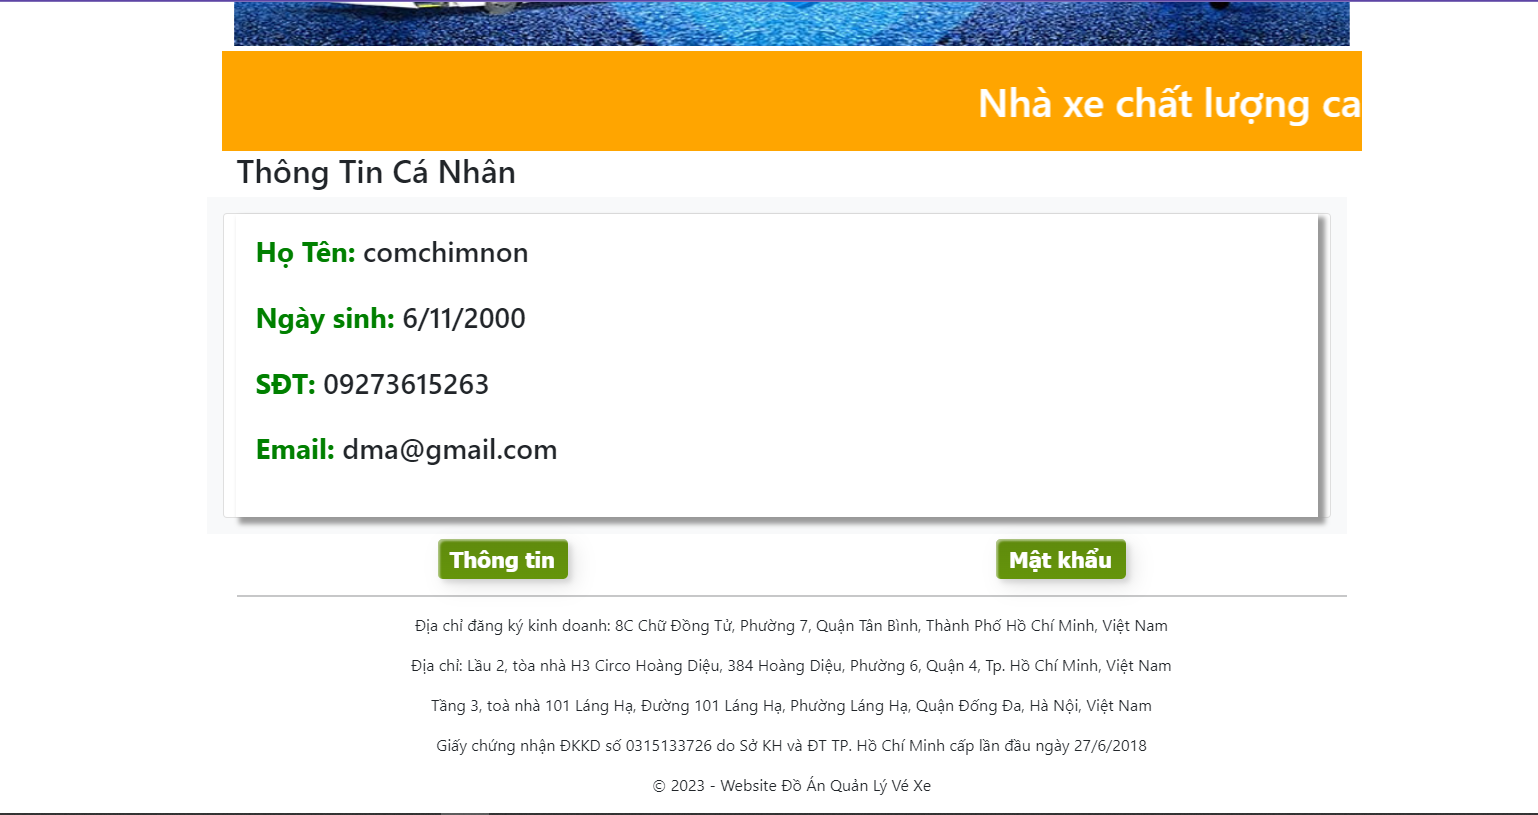 Nhà xe chất lượng ca
Thông Tin Cá Nhân
Họ Tên: comchimnon
Ngày sinh: 6/11/2000
SĐT: 09273615263
Email: dma@gmail.com
Thông tin
Mật khẩu
Địa chỉ đăng ký kinh doanh: 8C Chữ Đồng Tử, Phường 7, Quận Tân Bình, Thành Phố Hồ Chí Minh, Việt Nam
Địa chỉ: Lầu 2, tòa nhà H3 Circo Hoàng Diệu, 384 Hoàng Diệu, Phường 6, Quận 4, Tp. Hồ Chí Minh, Việt Nam
Tầng 3, toà nhà 101 Láng Hạ, Đường 101 Láng Hạ, Phường Láng Hạ, Quận Đống Đa, Hà Nội, Việt Nam
Giấy chứng nhận ĐKKD số 0315133726 do Sở KH và ĐT TP. Hồ Chí Minh cấp lần đầu ngày 27/6/2018
© 2023 - Website Đồ Án Quản Lý Vé Xe